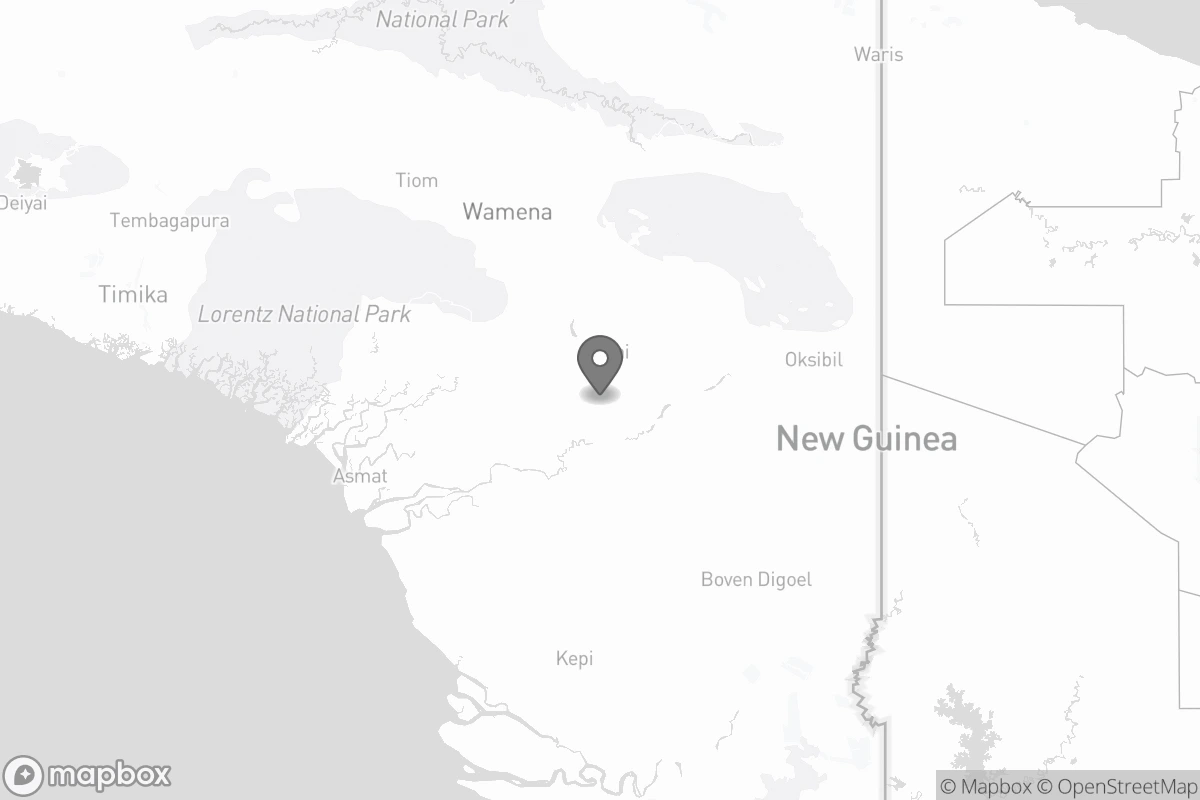 National Park
Waris
Tiom
Deiyai
Wamena
Tembagapura
Timika
Lorentz National Park
Oksibil
New Guinea
Asmat
Boven Digoel
Kepi
mapbox
© Mapbox © OpenStreetMap